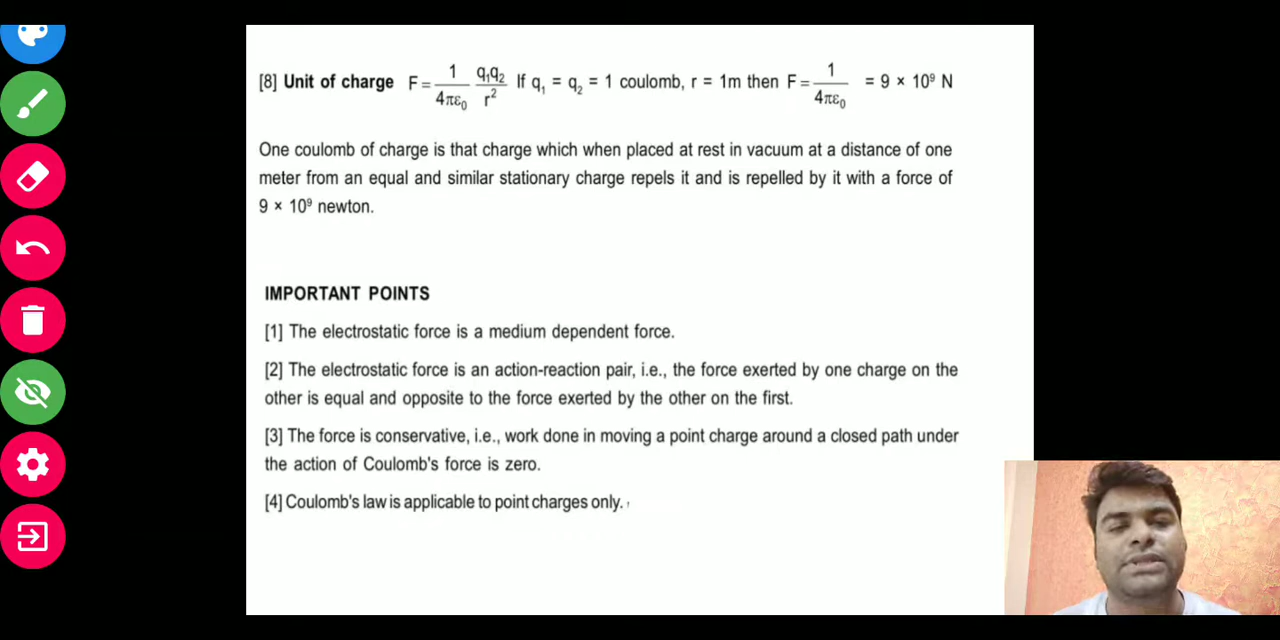 [8] Unit of charge F = 1/4πε₀ q₁q₂/r² If q₁ = q₂ = 1 coulomb, r = 1m then F = 1/4πε₀ = 9 × 10⁹ N
One coulomb of charge is that charge which when placed at rest in vacuum at a distance of one
meter from an equal and similar stationary charge repels it and is repelled by it with a force of
9 × 10⁹ newton.
IMPORTANT POINTS
[1] The electrostatic force is a medium dependent force.
[2] The electrostatic force is an action-reaction pair, i.e., the force exerted by one charge on the
other is equal and opposite to the force exerted by the other on the first.
[3] The force is conservative, i.e., work done in moving a point charge around a closed path under
the action of Coulomb's force is zero.
[4] Coulomb's law is applicable to point charges only.